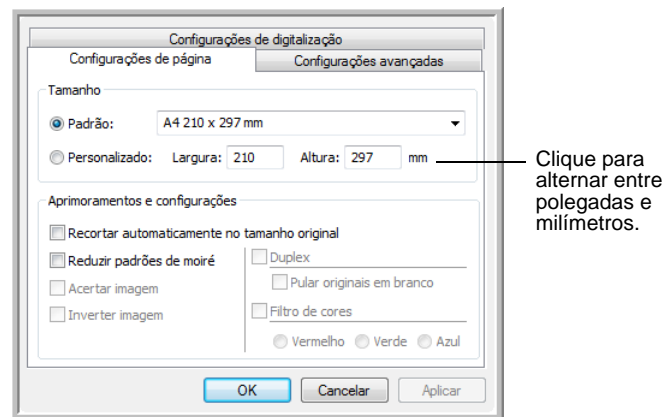 Configurações de digitalização
Configurações de página
Configurações avançadas
Tamanho
Padrão: A4 210 x 297 mm
Personalizado: Largura: 210 Altura: 297 mm
Clique para
alternar entre
polegadas e
milímetros.
Aprimoramentos e configurações
Recortar automaticamente no tamanho original
Reduzir padrões de moiré
Acertar imagem
Inverter imagem
Duplex
Pular originais em branco
Filtro de cores
Vermelho Verde Azul
OK Cancelar Aplicar